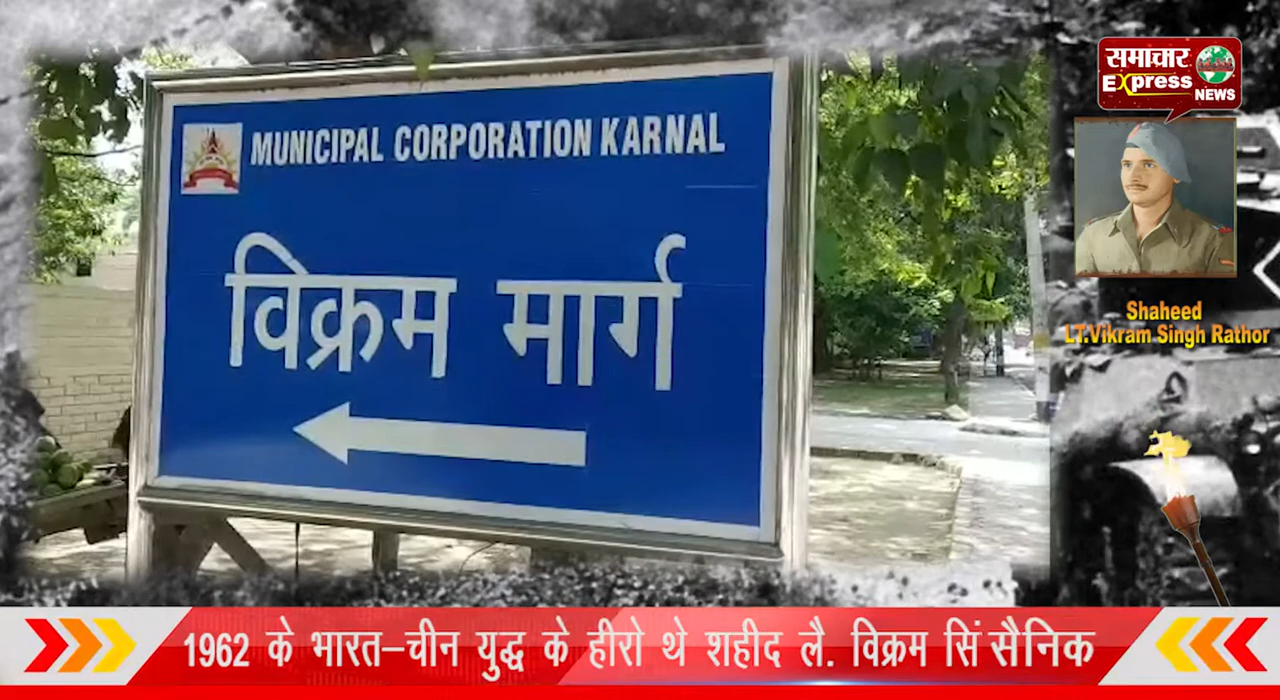 समाचार
Express
NEWS
MUNICIPAL CORPORATION KARNAL
विक्रम मार्ग
Shaheed
LT.Vikram Singh Rathor
1962 के भारत–चीन युद्ध के हीरो थे शहीद लै. विक्रम सिं सैनिक